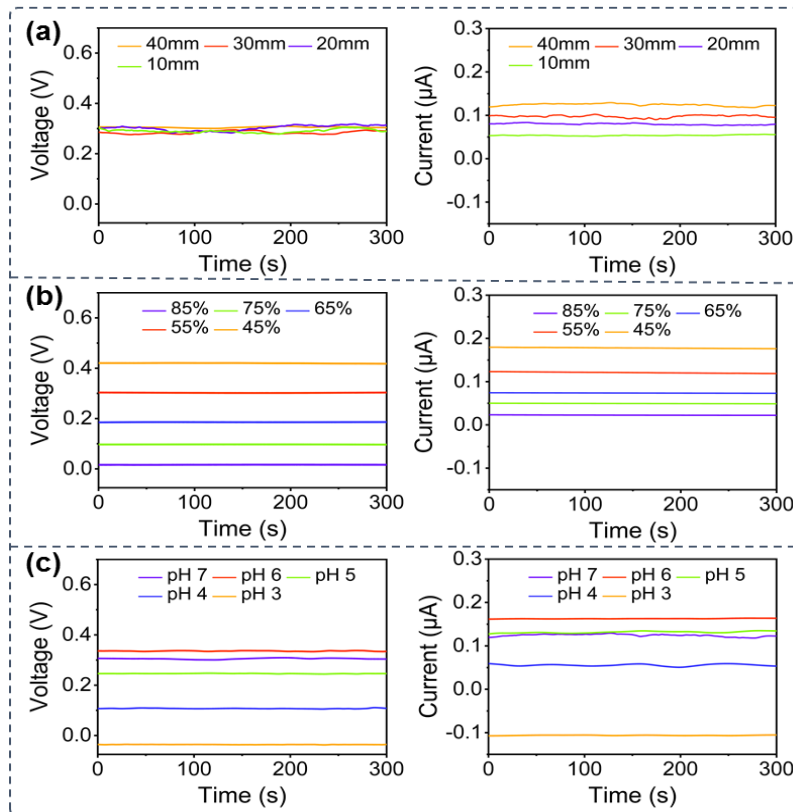 (a)
40mm 30mm 20mm
10mm
Voltage (V)
0.6
0.4
0.2
0.0
0 100 200 300
Time (s)
40mm 30mm 20mm
10mm
Current (μA)
0.3
0.2
0.1
0.0
-0.1
0 100 200 300
Time (s)
(b)
85% 75% 65%
55% 45%
Voltage (V)
0.6
0.4
0.2
0.0
0 100 200 300
Time (s)
85% 75% 65%
55% 45%
Current (μA)
0.3
0.2
0.1
0.0
-0.1
0 100 200 300
Time (s)
(c)
pH 7 pH 6 pH 5
pH 4 pH 3
Voltage (V)
0.6
0.4
0.2
0.0
0 100 200 300
Time (s)
pH 7 pH 6 pH 5
pH 4 pH 3
Current (μA)
0.3
0.2
0.1
0.0
-0.1
0 100 200 300
Time (s)